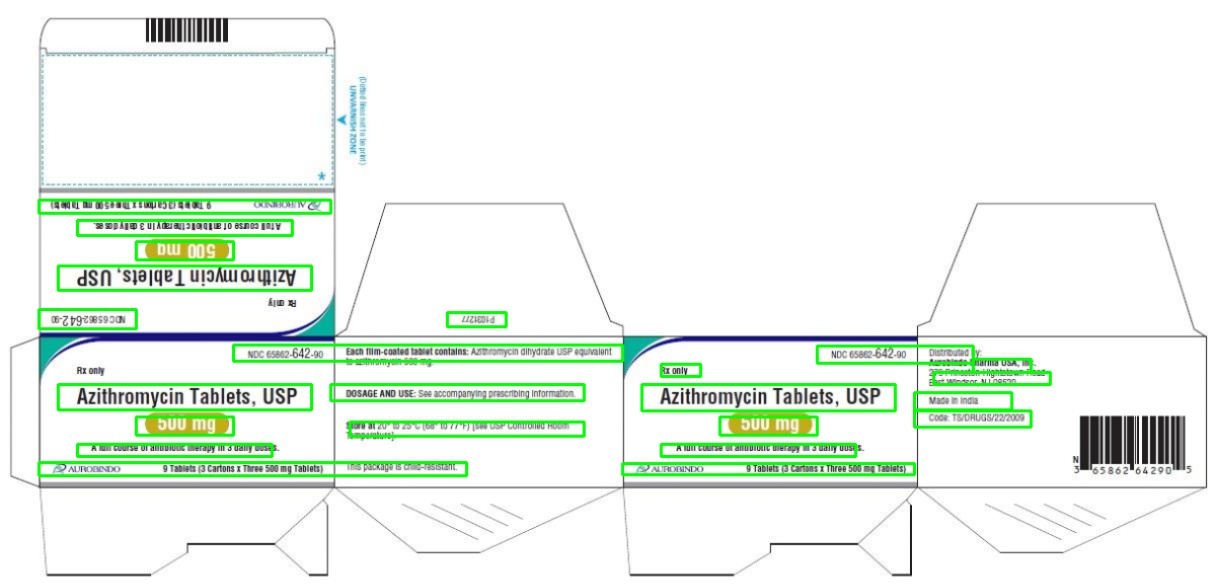 (Dotted lines not to be print)
UNVARNISH ZONE
*
AUROBINDO
9 Tablets (3 Cartons x Three 500 mg Tablets)
A full course of antibiotic therapy in 3 daily doses.
500 mg
Azithromycin Tablets, USP
Rx only
NDC 65862-642-90
P1031277
NDC 65862-642-90
Rx only
Azithromycin Tablets, USP
500 mg
A full course of antibiotic therapy in 3 daily doses.
AUROBINDO 9 Tablets (3 Cartons x Three 500 mg Tablets)
Each film-coated tablet contains: Azithromycin dihydrate USP equivalent
to azithromycin 500 mg.
DOSAGE AND USE: See accompanying prescribing information.
Store at 20° to 25°C (68° to 77°F) [see USP Controlled Room
Temperature].
This package is child-resistant.
NDC 65862-642-90
Rx only
Azithromycin Tablets, USP
500 mg
A full course of antibiotic therapy in 3 daily doses.
AUROBINDO 9 Tablets (3 Cartons x Three 500 mg Tablets)
Distributed by:
Aurobindo Pharma USA, Inc.
279 Princeton-Hightstown Road
East Windsor, NJ 08520
Made in India
Code: TS/DRUGS/22/2009
N
3 65862 64290 5